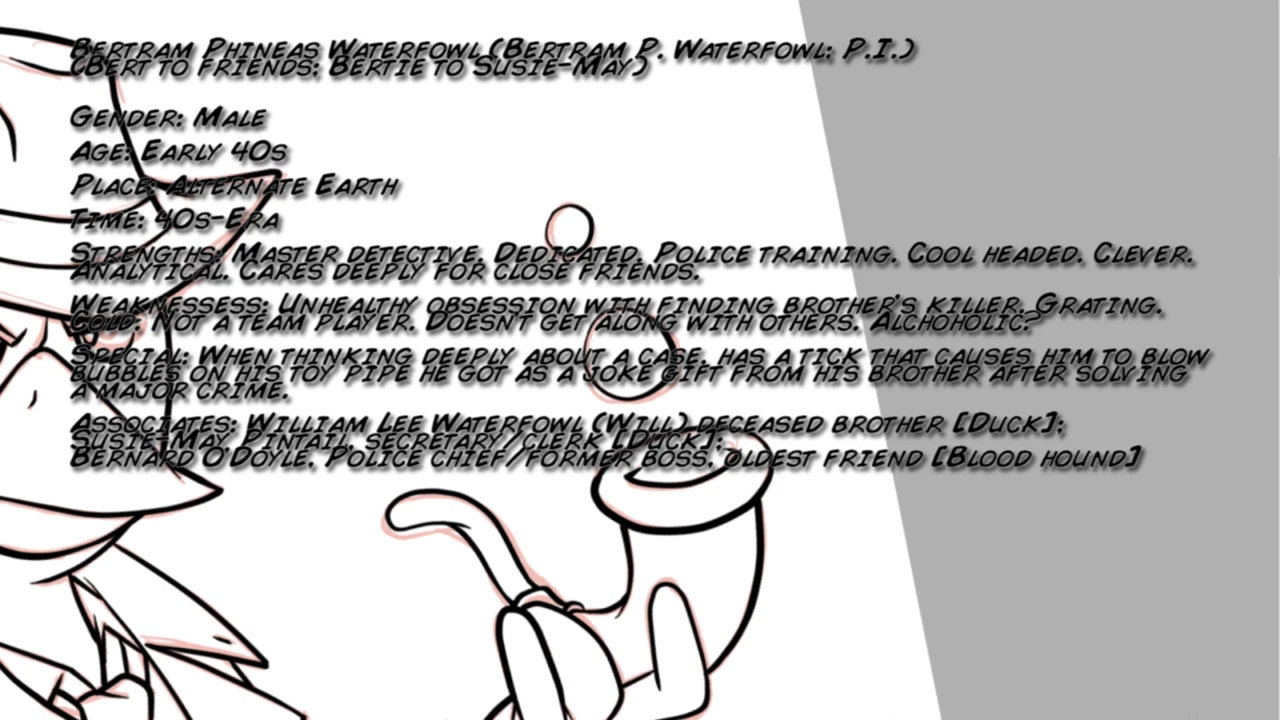 Bertram Phineas Waterfowl (Bertram P. Waterfowl; P.I.)
(Bert to friends; Bertie to Susie-May)
Gender: Male
Age: Early 40s
Place: Alternate Earth
Time: 40s-Era
Strengths: Master detective. Dedicated. Police training. Cool headed. Clever.
Analytical. Cares deeply for close friends.
Weaknessess: Unhealthy obsession with finding brother's killer. Grating.
Cold. Not a team player. Doesn't get along with others. Alchoholic?
Special: When thinking deeply about a case, has a tick that causes him to blow
bubbles on his toy pipe he got as a joke gift from his brother after solving
a major crime.
Associates: William Lee Waterfowl (Will) deceased brother [Duck];
Susie-May Pintail, secretary/clerk [Duck];
Bernard O'Doyle, Police chief/former boss, oldest friend [Blood hound]